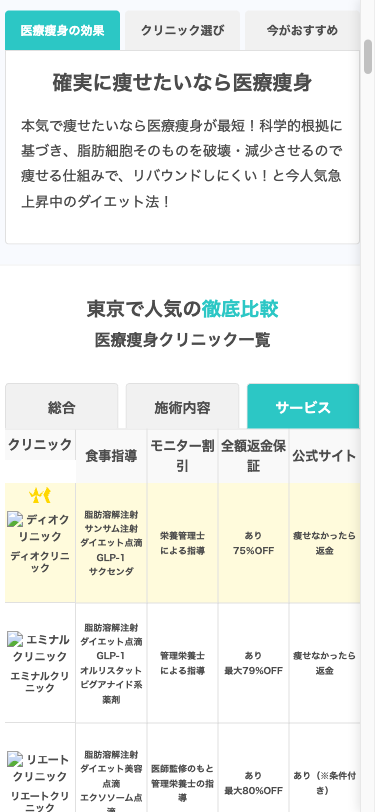 医療痩身の効果
クリニック選び
今がおすすめ
確実に痩せたいなら医療痩身
本気で痩せたいなら医療痩身が最短！科学的根拠に
基づき、脂肪細胞そのものを破壊・減少させるので
痩せる仕組みで、リバウンドしにくい！と今人気急
上昇中のダイエット法！
東京で人気の徹底比較
医療痩身クリニック一覧
総合
施術内容
サービス
クリニック
食事指導
モニター割
引
全額返金保
証
公式サイト
ディオク
リニック
ディオクリニ
ック
脂肪溶解注射
サンサム注射
ダイエット点滴
GLP-1
サクセンダ
栄養管理士
による指導
あり
75%OFF
痩せなかったら
返金
エミナル
クリニック
エミナルクリ
ニック
脂肪溶解注射
ダイエット点滴
GLP-1
オルリスタット
ビグアナイド系
薬剤
管理栄養士
による指導
あり
最大79%OFF
痩せなかったら
返金
リエート
クリニック
リエートクリ
ニック
脂肪溶解注射
ダイエット美容
点滴
エクソソーム点
滴
医師監修のもと
管理栄養士の指
導
あり
最大80%OFF
あり（※条件付
き）